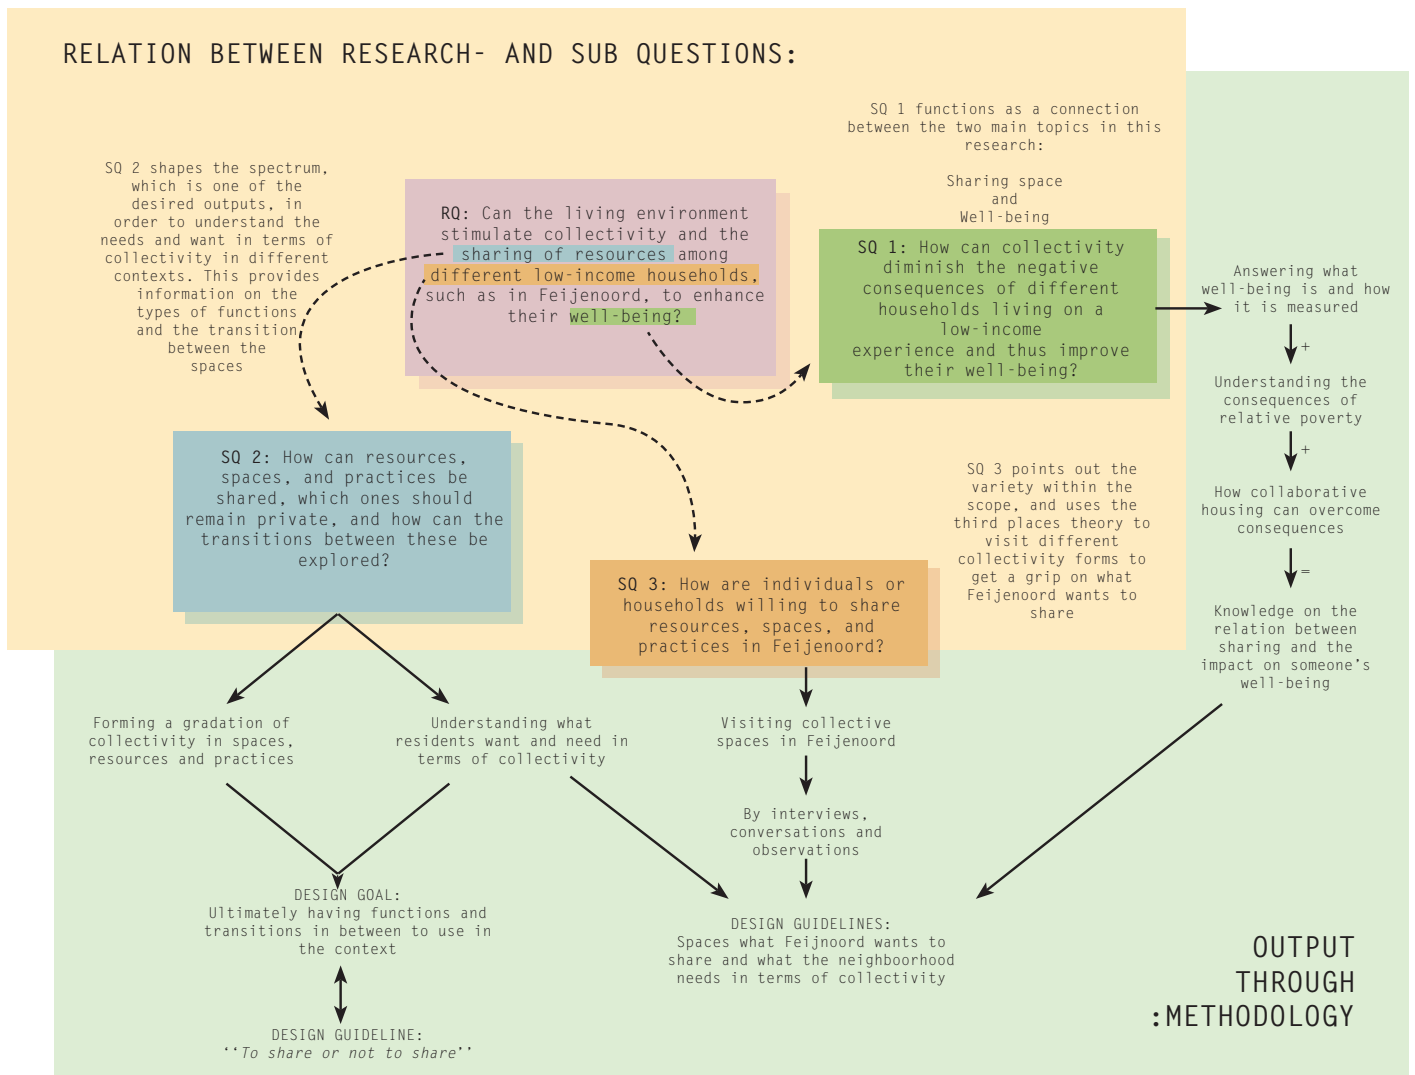 RELATION BETWEEN RESEARCH- AND SUB QUESTIONS:
SQ 1 functions as a connection
between the two main topics in this
research:
Sharing space
and
Well-being
SQ 2 shapes the spectrum,
which is one of the
desired outputs, in
order to understand the
needs and want in terms of
collectivity in different
contexts. This provides
information on the
types of functions
and the transition
between the
spaces
RQ: Can the living environment
stimulate collectivity and the
sharing of resources among
different low-income households,
such as in Feijenoord, to enhance
their well-being?
SQ 1: How can collectivity
diminish the negative
consequences of different
households living on a
low-income
experience and thus improve
their well-being?
Answering what
well-being is and how
it is measured
+
Understanding the
consequences of
relative poverty
+
How collaborative
housing can overcome
consequences
=
Knowledge on the
relation between
sharing and the
impact on someone's
well-being
SQ 2: How can resources,
spaces, and practices be
shared, which ones should
remain private, and how can the
transitions between these be
explored?
SQ 3 points out the
variety within the
scope, and uses the
third places theory to
visit different
collectivity forms to
get a grip on what
Feijenoord wants to
share
SQ 3: How are individuals or
households willing to share
resources, spaces, and
practices in Feijenoord?
Forming a gradation of
collectivity in spaces,
resources and practices
Understanding what
residents want and need in
terms of collectivity
Visiting collective
spaces in Feijenoord
By interviews,
conversations and
observations
DESIGN GOAL:
Ultimately having functions and
transitions in between to use in
the context
DESIGN GUIDELINE:
‘‘To share or not to share’’
DESIGN GUIDELINES:
Spaces what Feijnoord wants to
share and what the neighboorhood
needs in terms of collectivity
OUTPUT
THROUGH
:METHODOLOGY